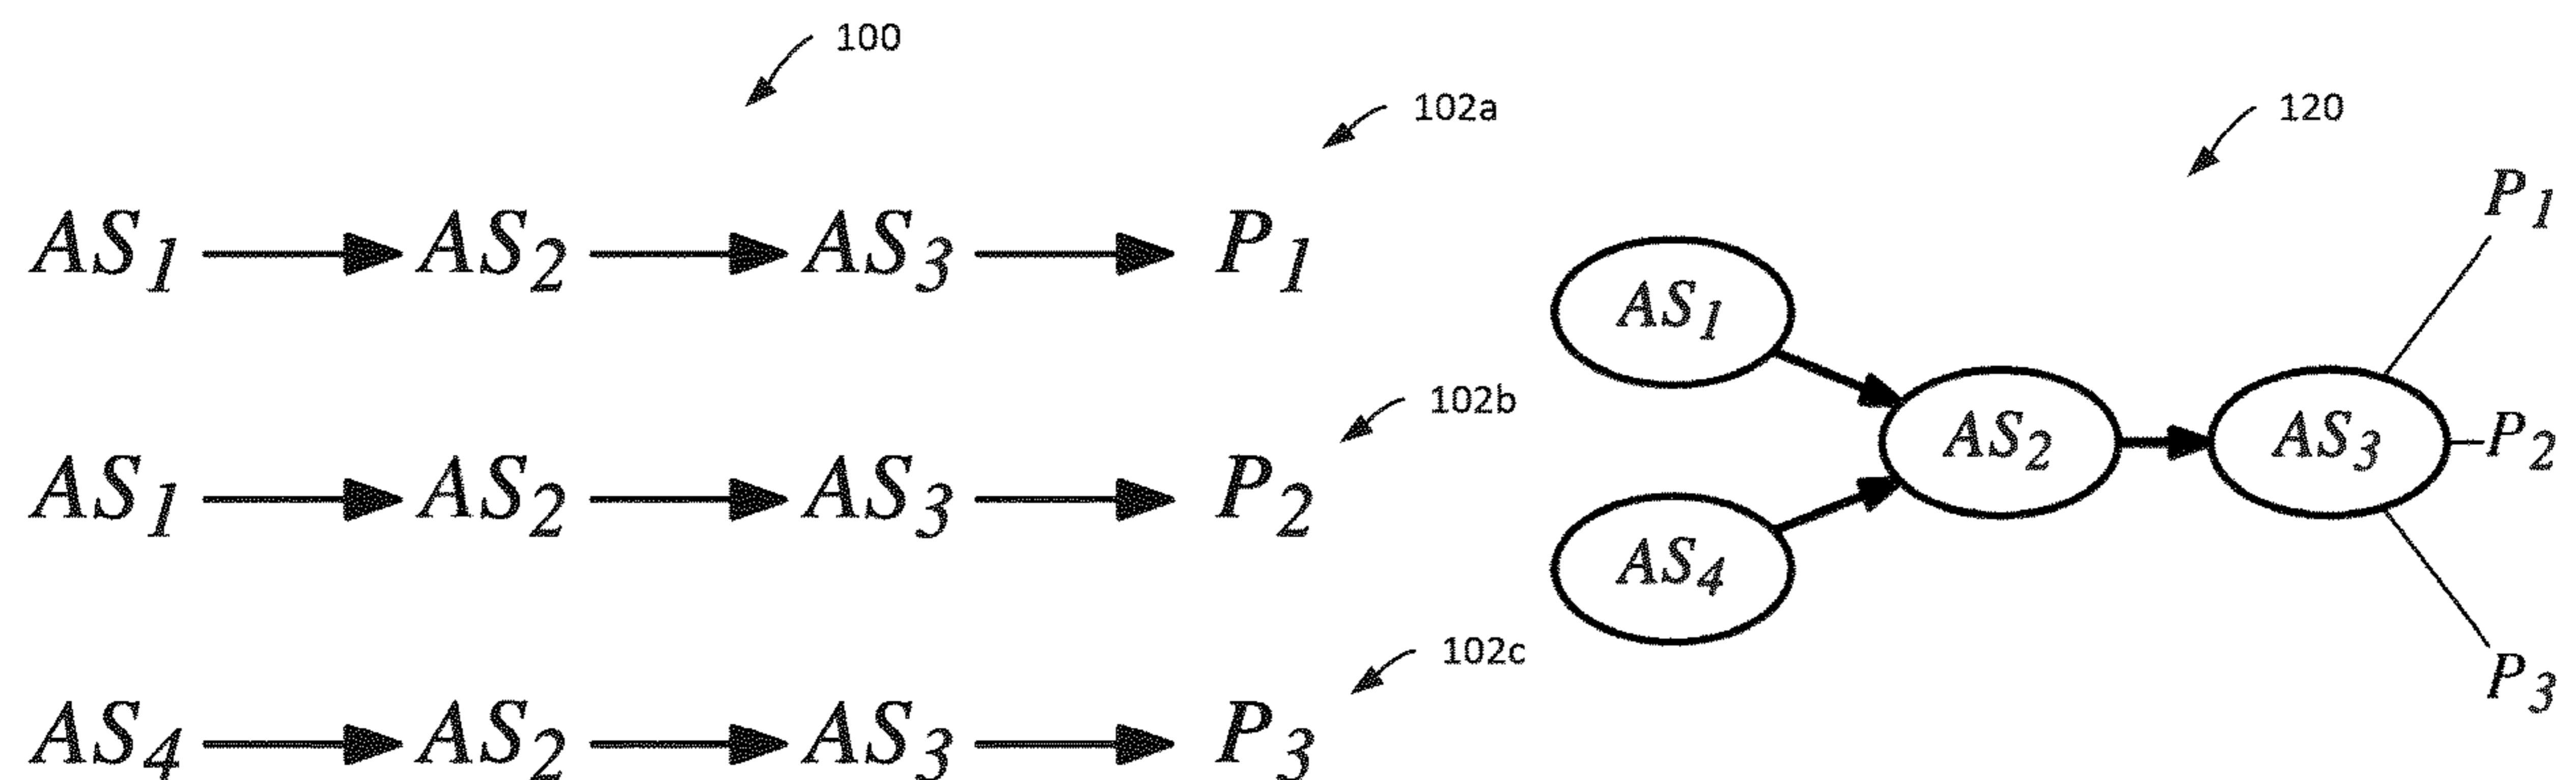 100
102a
AS1 AS2 AS3 P1
102b
AS1 AS2 AS3 P2
102c
AS4 AS2 AS3 P3
120
P1
AS1
AS2 AS3 P2
AS4
P3